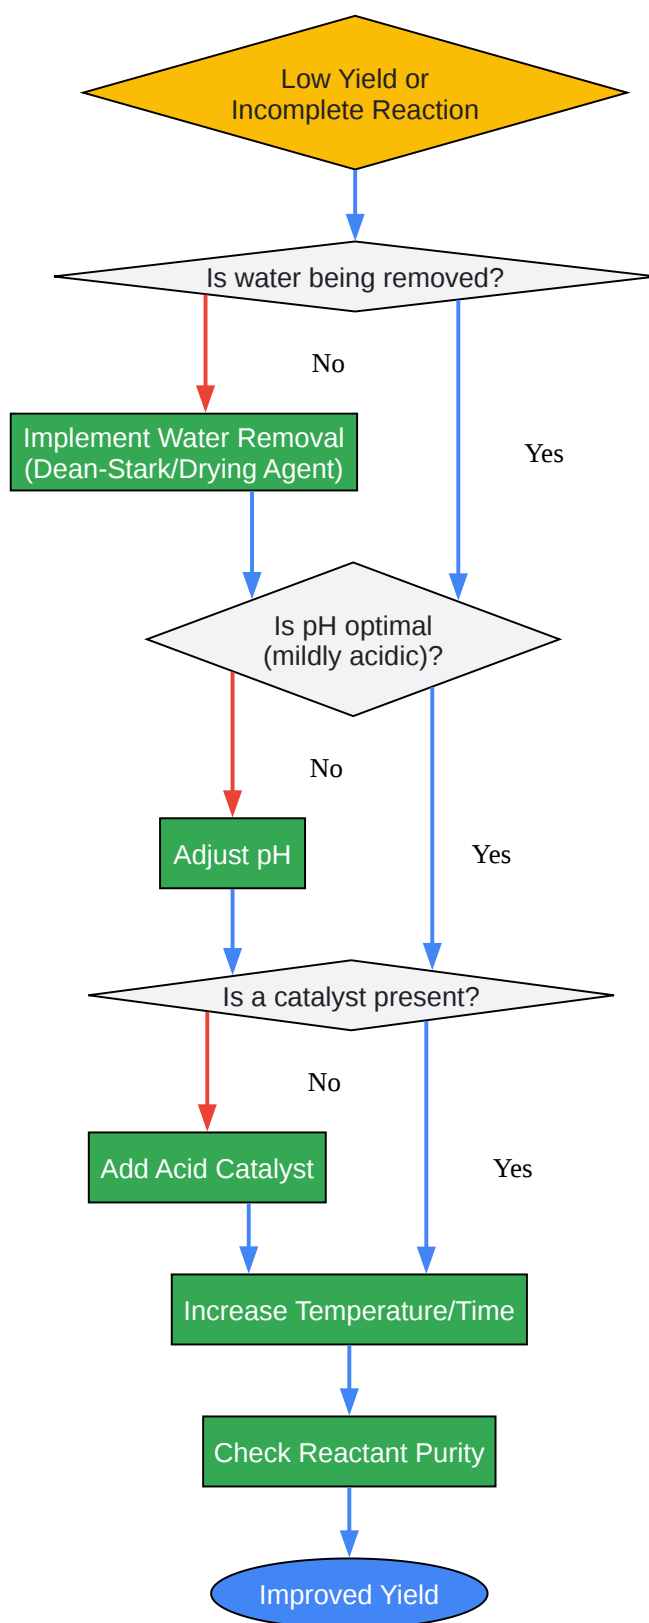 Low Yield or
Incomplete Reaction
Is water being removed?
No
Implement Water Removal
(Dean-Stark/Drying Agent)
Yes
Is pH optimal
(mildly acidic)?
No
Adjust pH
Yes
Is a catalyst present?
No
Add Acid Catalyst
Yes
Increase Temperature/Time
Check Reactant Purity
Improved Yield